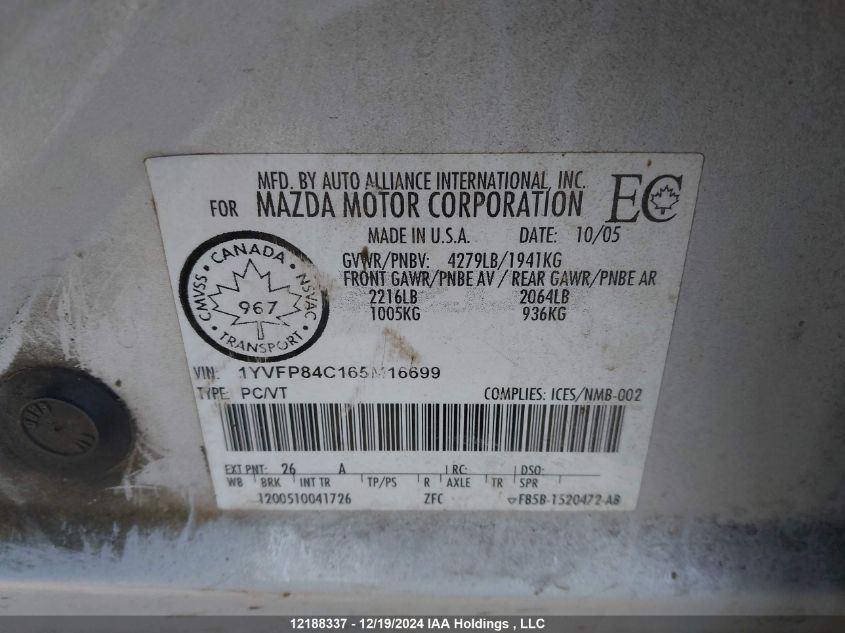 MFD. BY AUTO ALLIANCE INTERNATIONAL, INC.
FOR MAZDA MOTOR CORPORATION EC
MADE IN U.S.A. DATE: 10/05
GVWR/PNBV: 4279LB/1941KG
FRONT GAWR/PNBE AV / REAR GAWR/PNBE AR
2216LB 2064LB
1005KG 936KG
CANADA
CMVSS NSVAC
967
TRANSPORT
VIN: 1YVFP84C165M16699
TYPE: PC/VT COMPLIES: ICES/NMB-002
EXT PNT: 26 A RC: DSO:
WB BRK INT TR TP/PS R AXLE TR SPR
1200510041726 ZFC FB5B-1520472-AB
12188337 - 12/19/2024 IAA Holdings , LLC